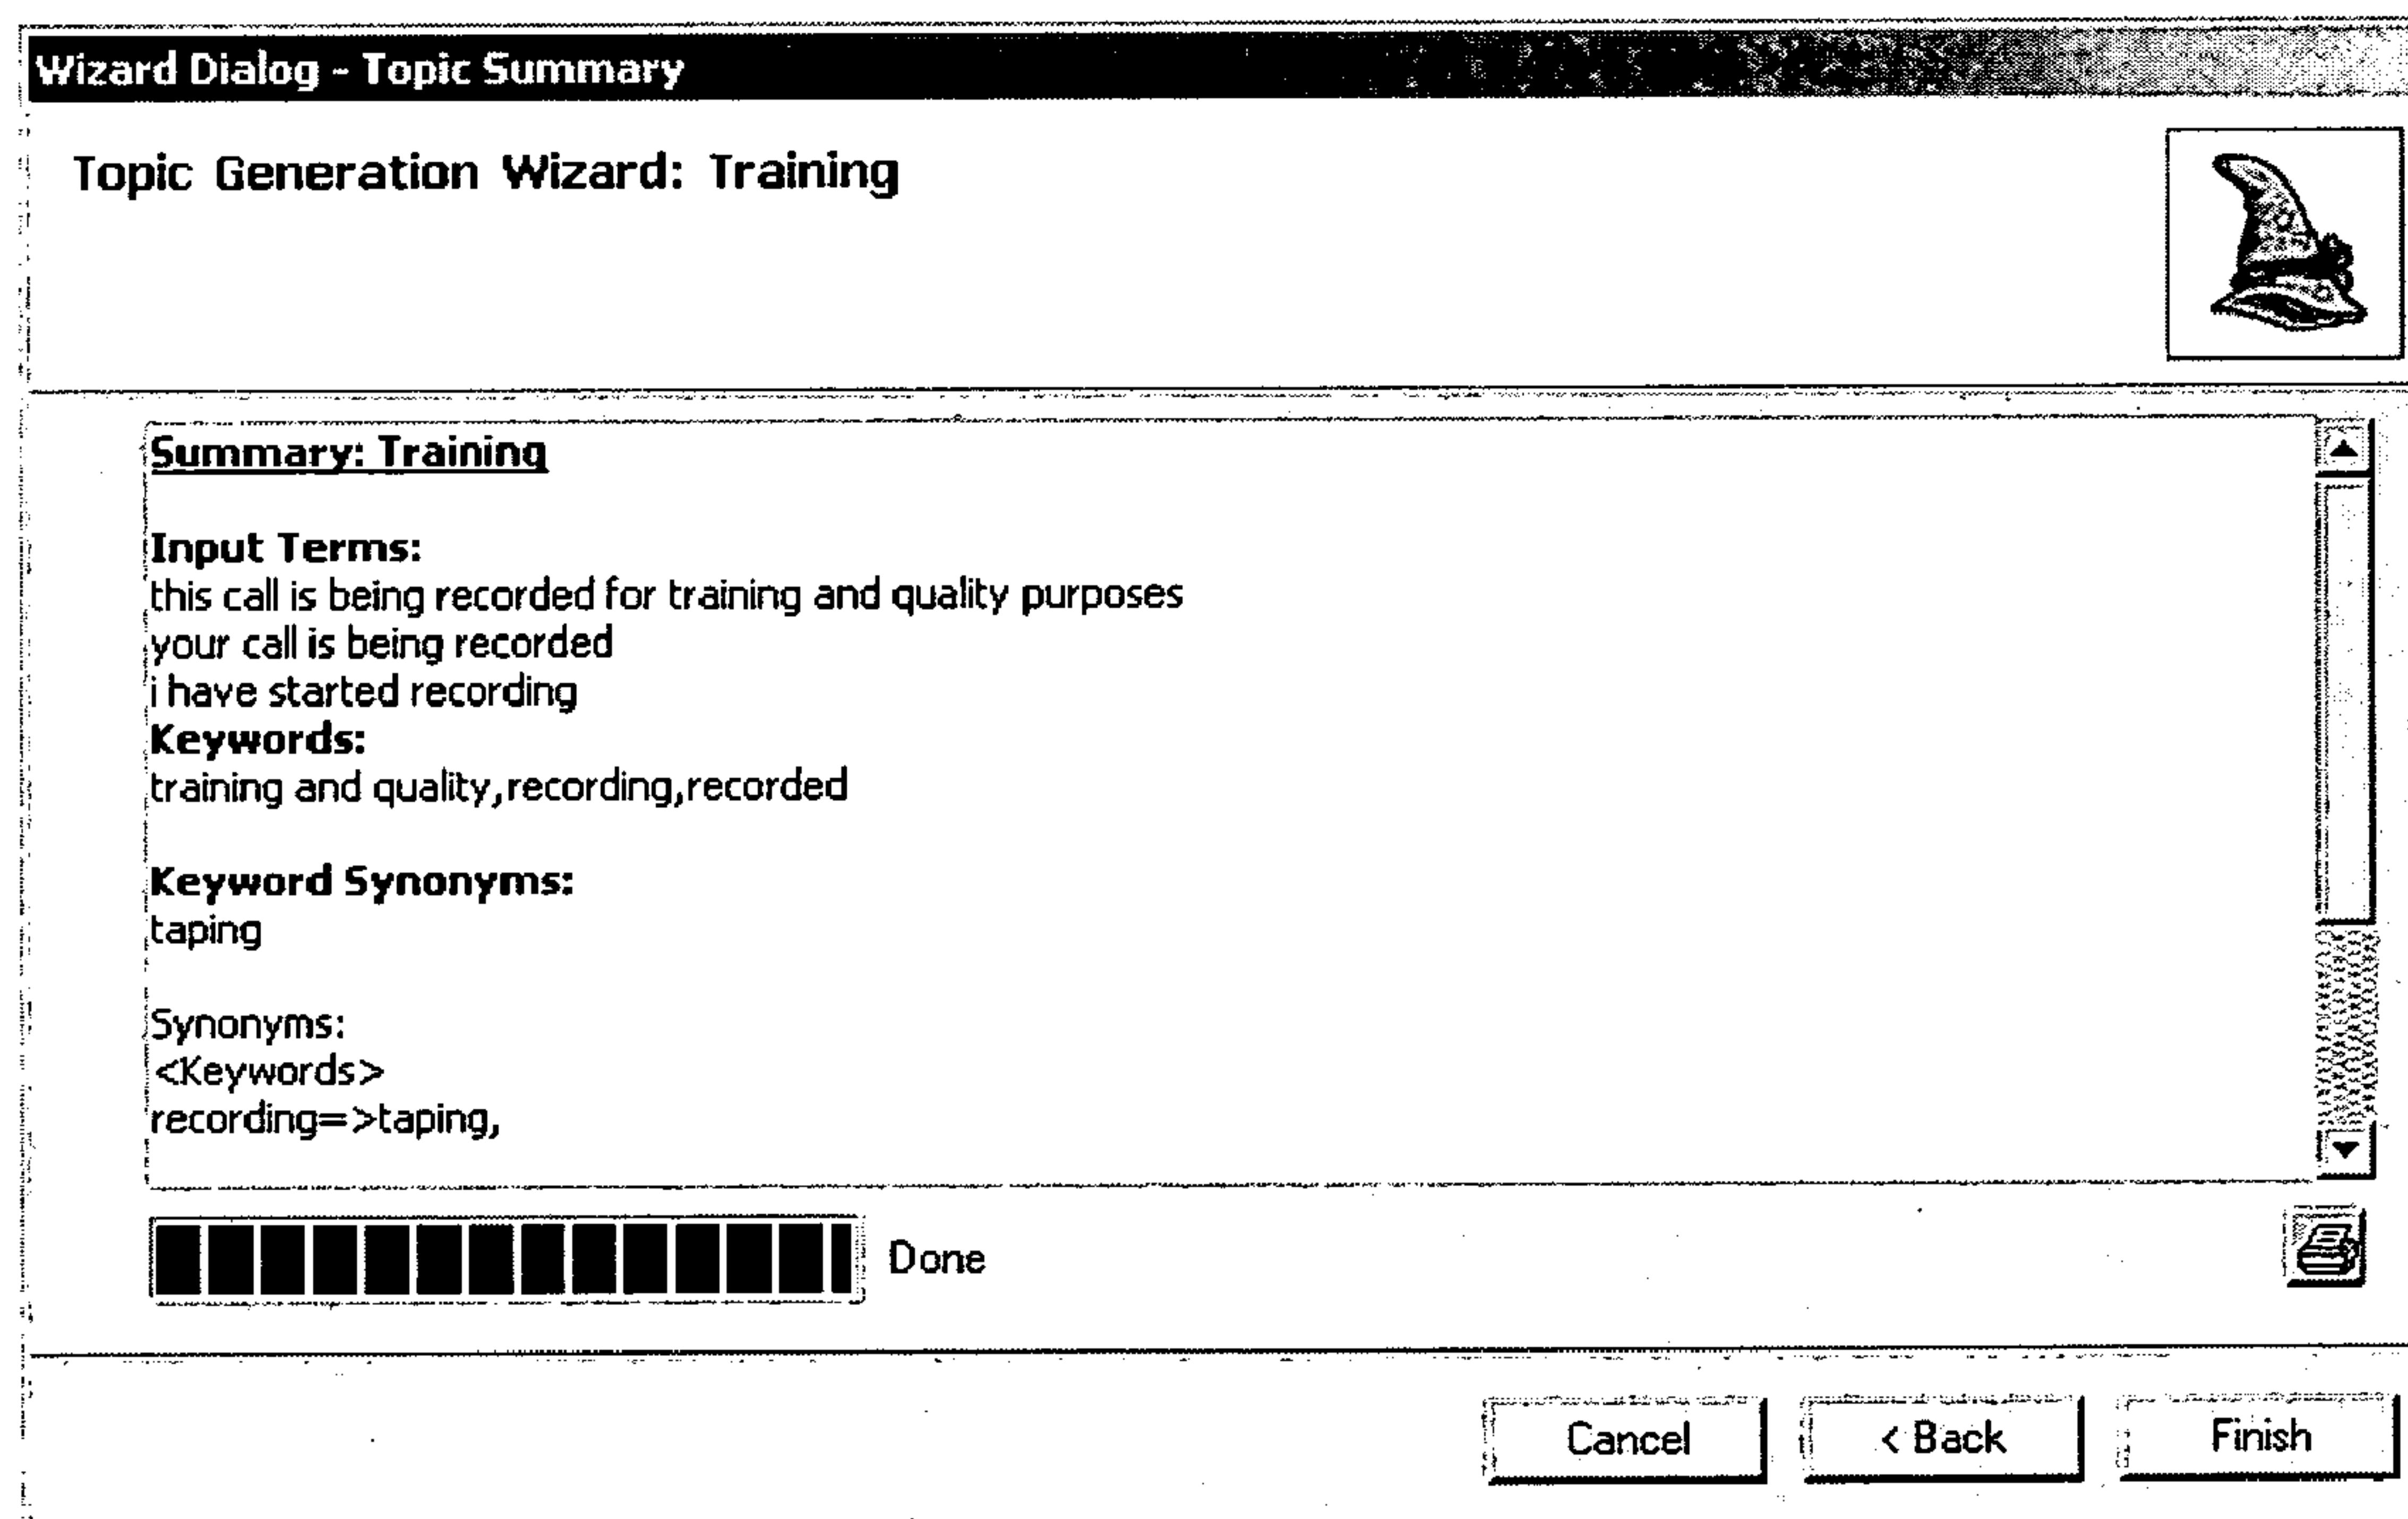 Wizard Dialog - Topic Summary
Topic Generation Wizard: Training
Summary: Training
Input Terms:
this call is being recorded for training and quality purposes
your call is being recorded
i have started recording
Keywords:
training and quality,recording,recorded
Keyword Synonyms:
taping
Synonyms:
<Keywords>
recording=>taping,
Done
Cancel
< Back
Finish